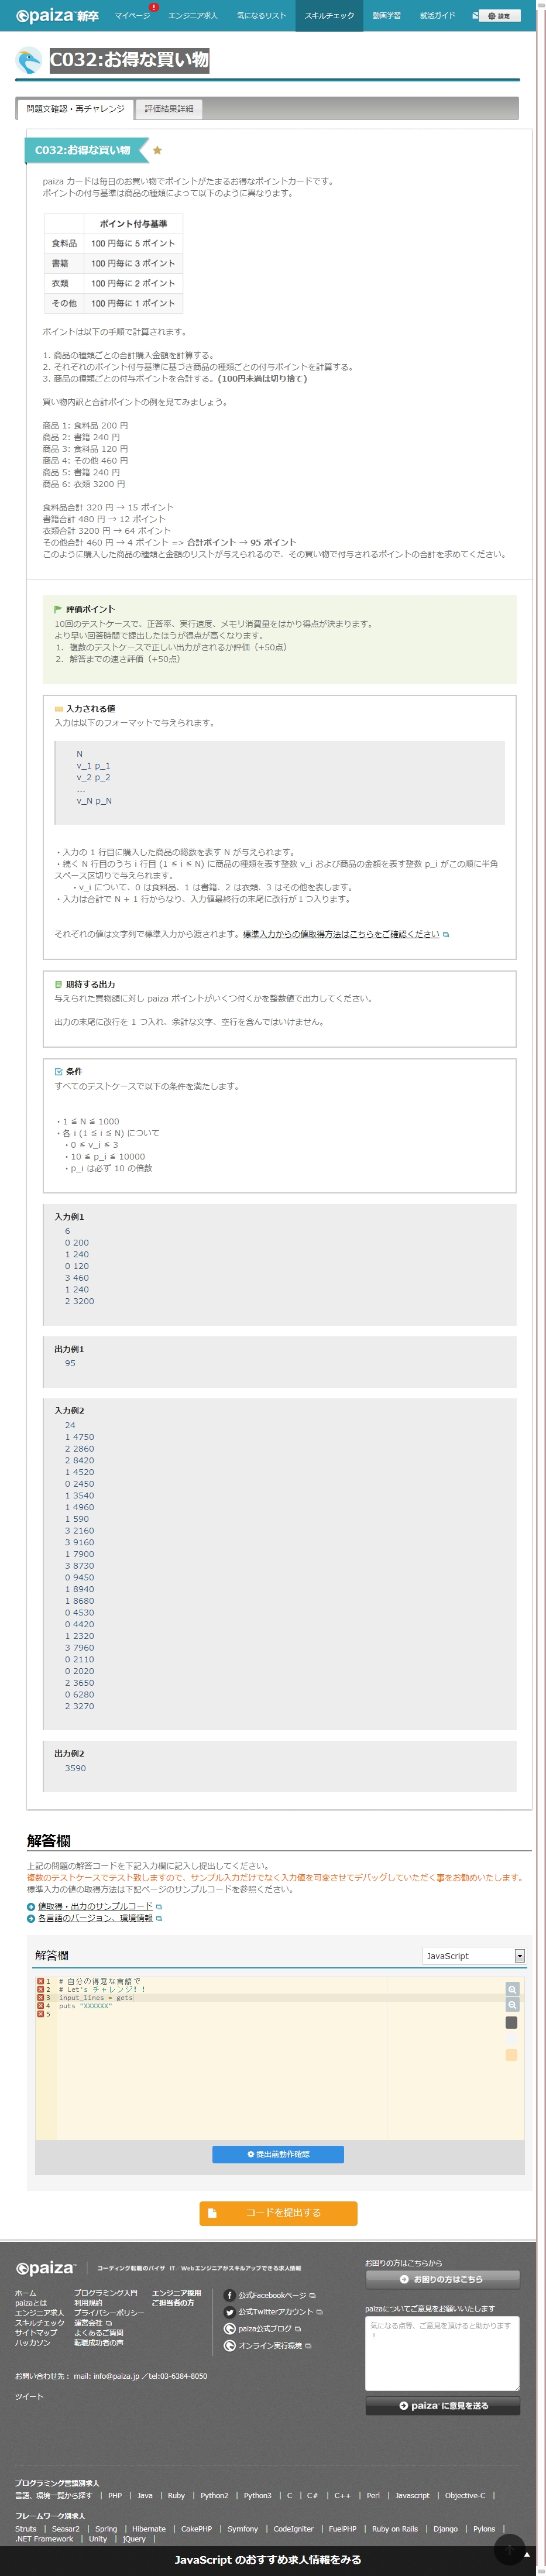 paiza新卒
マイページ
!
エンジニア求人
気になるリスト
スキルチェック
動画学習
就活ガイド
設定
C032:お得な買い物
問題文確認・再チャレンジ
評価結果詳細
C032:お得な買い物
paiza カードは毎日のお買い物でポイントがたまるお得なポイントカードです。
ポイントの付与基準は商品の種類によって以下のように異なります。
ポイント付与基準
食料品 100 円毎に 5 ポイント
書籍 100 円毎に 3 ポイント
衣類 100 円毎に 2 ポイント
その他 100 円毎に 1 ポイント
ポイントは以下の手順で計算されます。
1. 商品の種類ごとの合計購入金額を計算する。
2. それぞれのポイント付与基準に基づき商品の種類ごとの付与ポイントを計算する。
3. 商品の種類ごとの付与ポイントを合計する。(100円未満は切り捨て)
買い物内訳と合計ポイントの例を見てみましょう。
商品 1: 食料品 200 円
商品 2: 書籍 240 円
商品 3: 食料品 120 円
商品 4: その他 460 円
商品 5: 書籍 240 円
商品 6: 衣類 3200 円
食料品合計 320 円 → 15 ポイント
書籍合計 480 円 → 12 ポイント
衣類合計 3200 円 → 64 ポイント
その他合計 460 円 → 4 ポイント => 合計ポイント → 95 ポイント
このように購入した商品の種類と金額のリストが与えられるので、その買い物で付与されるポイントの合計を求めてください。
評価ポイント
10回のテストケースで、正答率、実行速度、メモリ消費量をはかり得点が決まります。
より早い回答時間で提出したほうが得点が高くなります。
1. 複数のテストケースで正しい出力がされるか評価（+50点）
2. 解答までの速さ評価（+50点）
入力される値
入力は以下のフォーマットで与えられます。
N
v_1 p_1
v_2 p_2
...
v_N p_N
・入力の 1 行目に購入した商品の総数を表す N が与えられます。
・続く N 行目のうち i 行目 (1 ≦ i ≦ N) に商品の種類を表す整数 v_i および商品の金額を表す整数 p_i がこの順に半角
スペース区切りで与えられます。
・v_i について、0 は食料品、1 は書籍、2 は衣類、3 はその他を表します。
・入力は合計で N + 1 行からなり、入力値最終行の末尾に改行が１つ入ります。
それぞれの値は文字列で標準入力から渡されます。標準入力からの値取得方法はこちらをご確認ください
期待する出力
与えられた買物額に対し paiza ポイントがいくつ付くかを整数値で出力してください。
出力の末尾に改行を 1 つ入れ、余計な文字、空行を含んではいけません。
条件
すべてのテストケースで以下の条件を満たします。
・1 ≦ N ≦ 1000
・各 i (1 ≦ i ≦ N) について
・0 ≦ v_i ≦ 3
・10 ≦ p_i ≦ 10000
・p_i は必ず 10 の倍数
入力例1
6
0 200
1 240
0 120
3 460
1 240
2 3200
出力例1
95
入力例2
24
1 4750
2 2860
2 8420
1 4520
0 2450
1 3540
1 4960
1 590
3 2160
3 9160
1 7900
3 8730
0 9450
1 8940
1 8680
0 4530
0 4420
1 2320
3 7960
0 2110
0 2020
2 3650
0 6280
2 3270
出力例2
3590
解答欄
上記の問題の解答コードを下記入力欄に記入し提出してください。
複数のテストケースでテスト致しますので、サンプル入力だけでなく入力値を可変させてデバッグしていただく事をお勧めいたします。
標準入力の値の取得方法は下記ページのサンプルコードを参照ください。
値取得・出力のサンプルコード
各言語のバージョン、環境情報
解答欄
JavaScript
1 # 自分の得意な言語で
2 # Let's チャレンジ！！
3 input_lines = gets
4 puts "XXXXXX"
5
提出前動作確認
コードを提出する
paiza
コーディング転職のパイザ IT/Webエンジニアがスキルアップできる求人情報
ホーム
paizaとは
エンジニア求人
スキルチェック
サイトマップ
ハッカソン
プログラミング入門
利用規約
プライバシーポリシー
運営会社
よくあるご質問
転職成功者の声
エンジニア採用
ご担当者の方
公式Facebookページ
公式Twitterアカウント
paiza公式ブログ
オンライン実行環境
お困りの方はこちらから
お困りの方はこちら
paizaについてご意見をお願いいたします
気になる点等、ご意見を頂けると助かります
！
paiza に意見を送る
お問い合わせ先： mail: info@paiza.jp ／tel:03-6384-8050
ツイート
プログラミング言語別求人
言語、環境一覧から探す | PHP | Java | Ruby | Python2 | Python3 | C | C# | C++ | Perl | Javascript | Objective-C |
フレームワーク別求人
Struts | Seasar2 | Spring | Hibernate | CakePHP | Symfony | CodeIgniter | FuelPHP | Ruby on Rails | Django | Pylons |
.NET Framework | Unity | jQuery |
JavaScript のおすすめ求人情報をみる